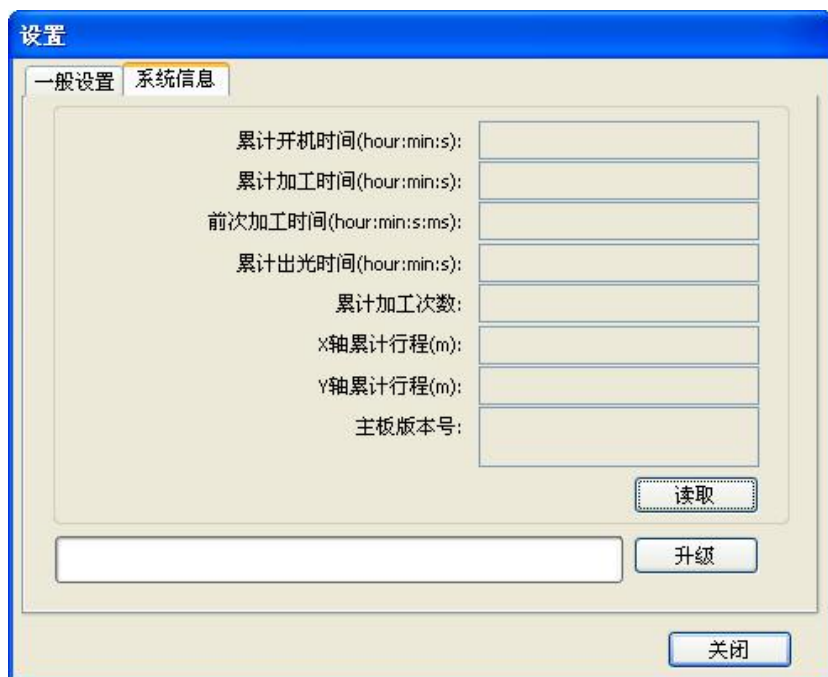 设置
一般设置 系统信息
累计开机时间(hour:min:s):
累计加工时间(hour:min:s):
前次加工时间(hour:min:s:ms):
累计出光时间(hour:min:s):
累计加工次数:
X轴累计行程(m):
Y轴累计行程(m):
主板版本号:
读取
升级
关闭